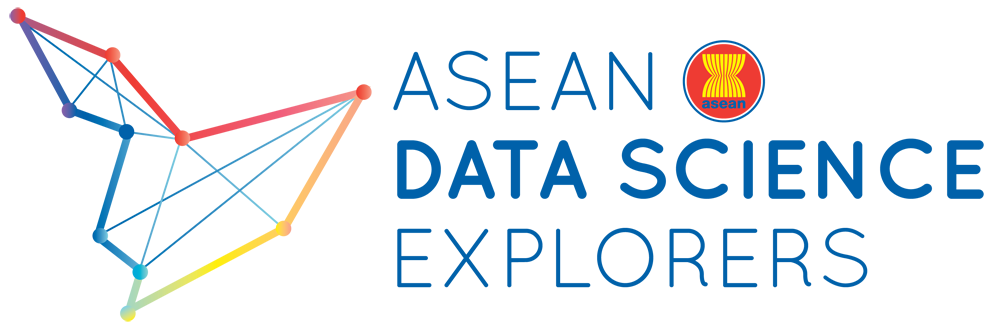 ASEAN
asean
DATA SCIENCE
EXPLORERS